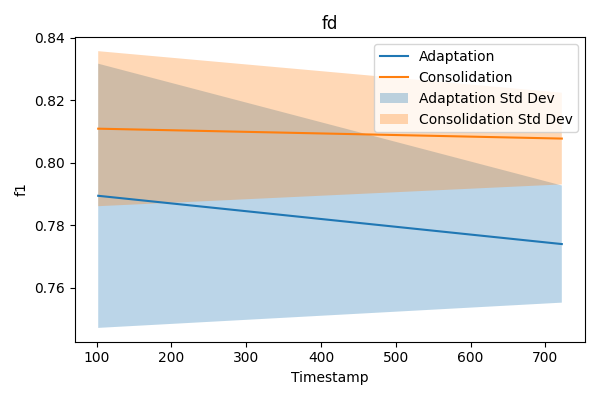 fd
Adaptation
Consolidation
Adaptation Std Dev
Consolidation Std Dev
0.84
0.82
0.80
0.78
0.76
f1
100 200 300 400 500 600 700
Timestamp